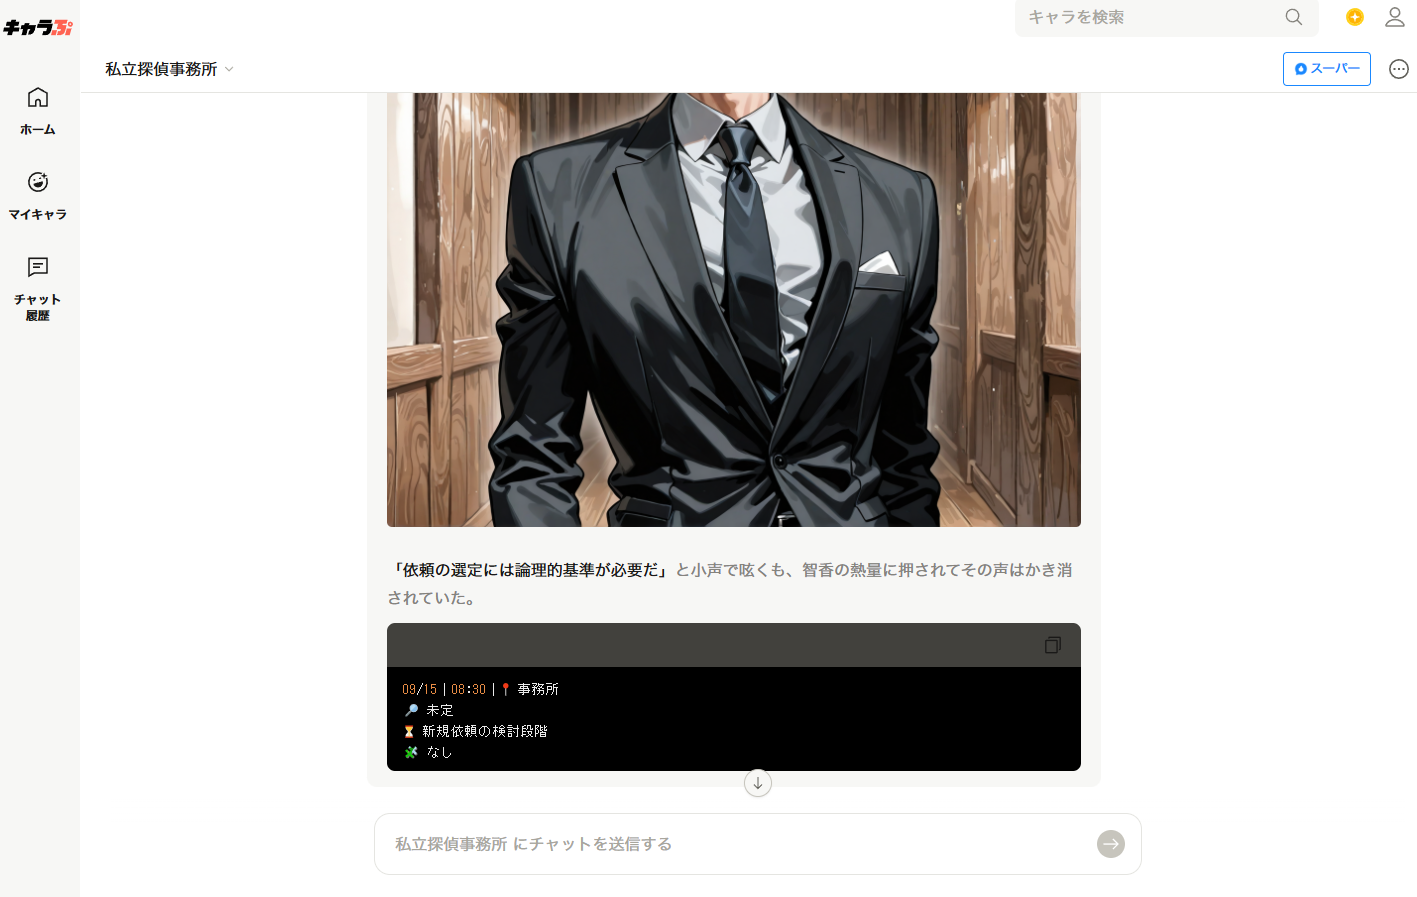 キャラぷ
キャラを検索
私立探偵事務所
スーパー
ホーム
マイキャラ
チャット
履歴
「依頼の選定には論理的基準が必要だ」と小声で呟くも、智香の熱量に押されてその声はかき消
されていた。
09/15 | 08:30 | 📍 事務所
🔎 未定
⏳ 新規依頼の検討段階
🧩 なし
私立探偵事務所 にチャットを送信する